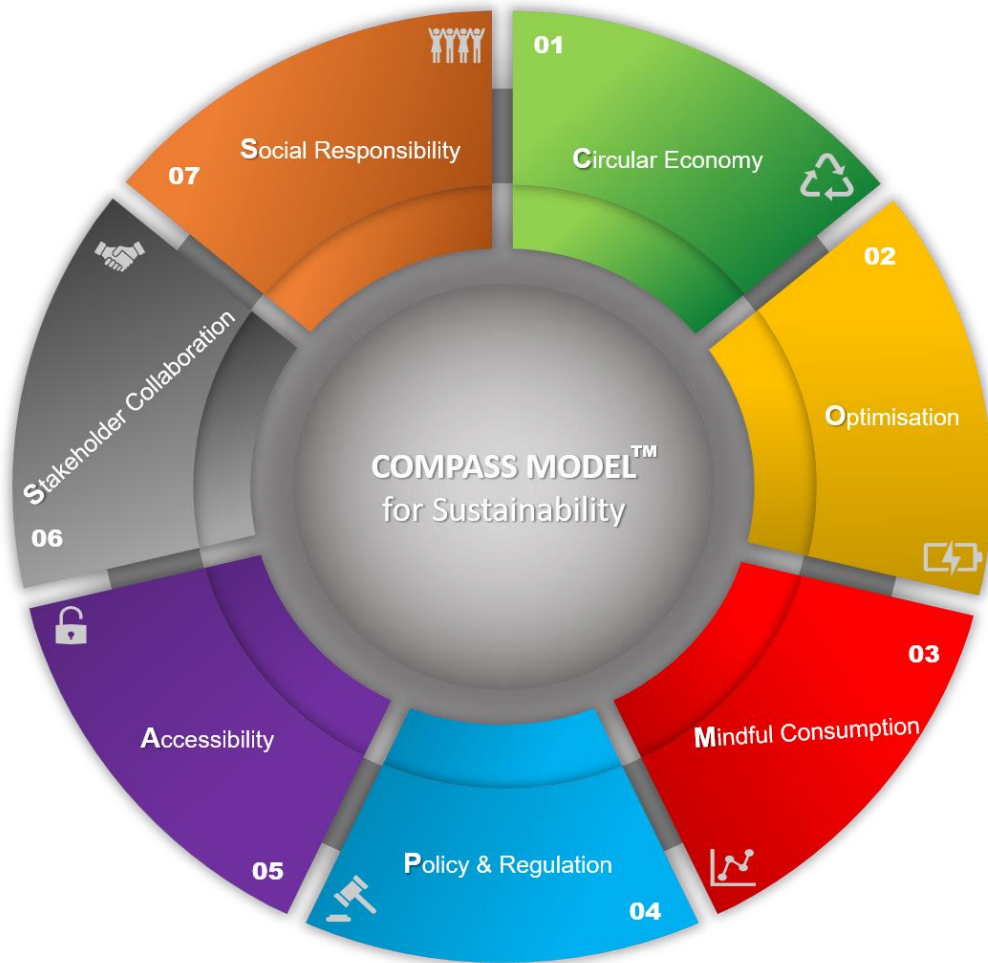 COMPASS MODEL™
for Sustainability
01
Circular Economy
02
Optimisation
03
Mindful Consumption
Policy & Regulation
04
Accessibility
05
Stakeholder Collaboration
06
Social Responsibility
07